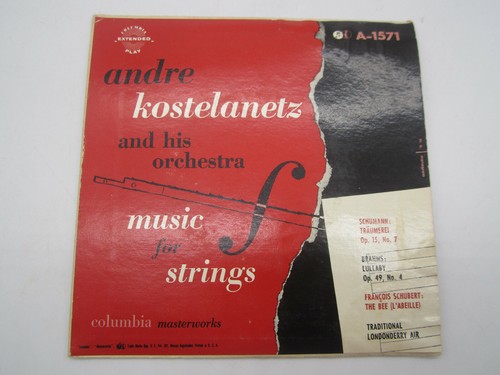 COLUMBIA
EXTENDED
PLAY
A-1571
andre
kostelanetz
and his
orchestra
music
for
strings
SCHUMANN:
TRÄUMEREI
Op. 15, No. 7
BRAHMS:
LULLABY
Op. 49, No. 4
FRANÇOIS SCHUBERT:
THE BEE (L'ABEILLE)
TRADITIONAL
LONDONDERRY AIR
columbia masterworks